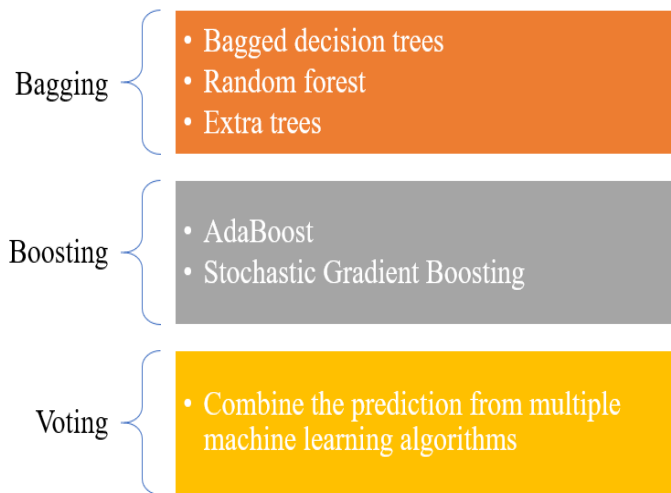 Bagging
• Bagged decision trees
• Random forest
• Extra trees
Boosting
• AdaBoost
• Stochastic Gradient Boosting
Voting
• Combine the prediction from multiple
machine learning algorithms